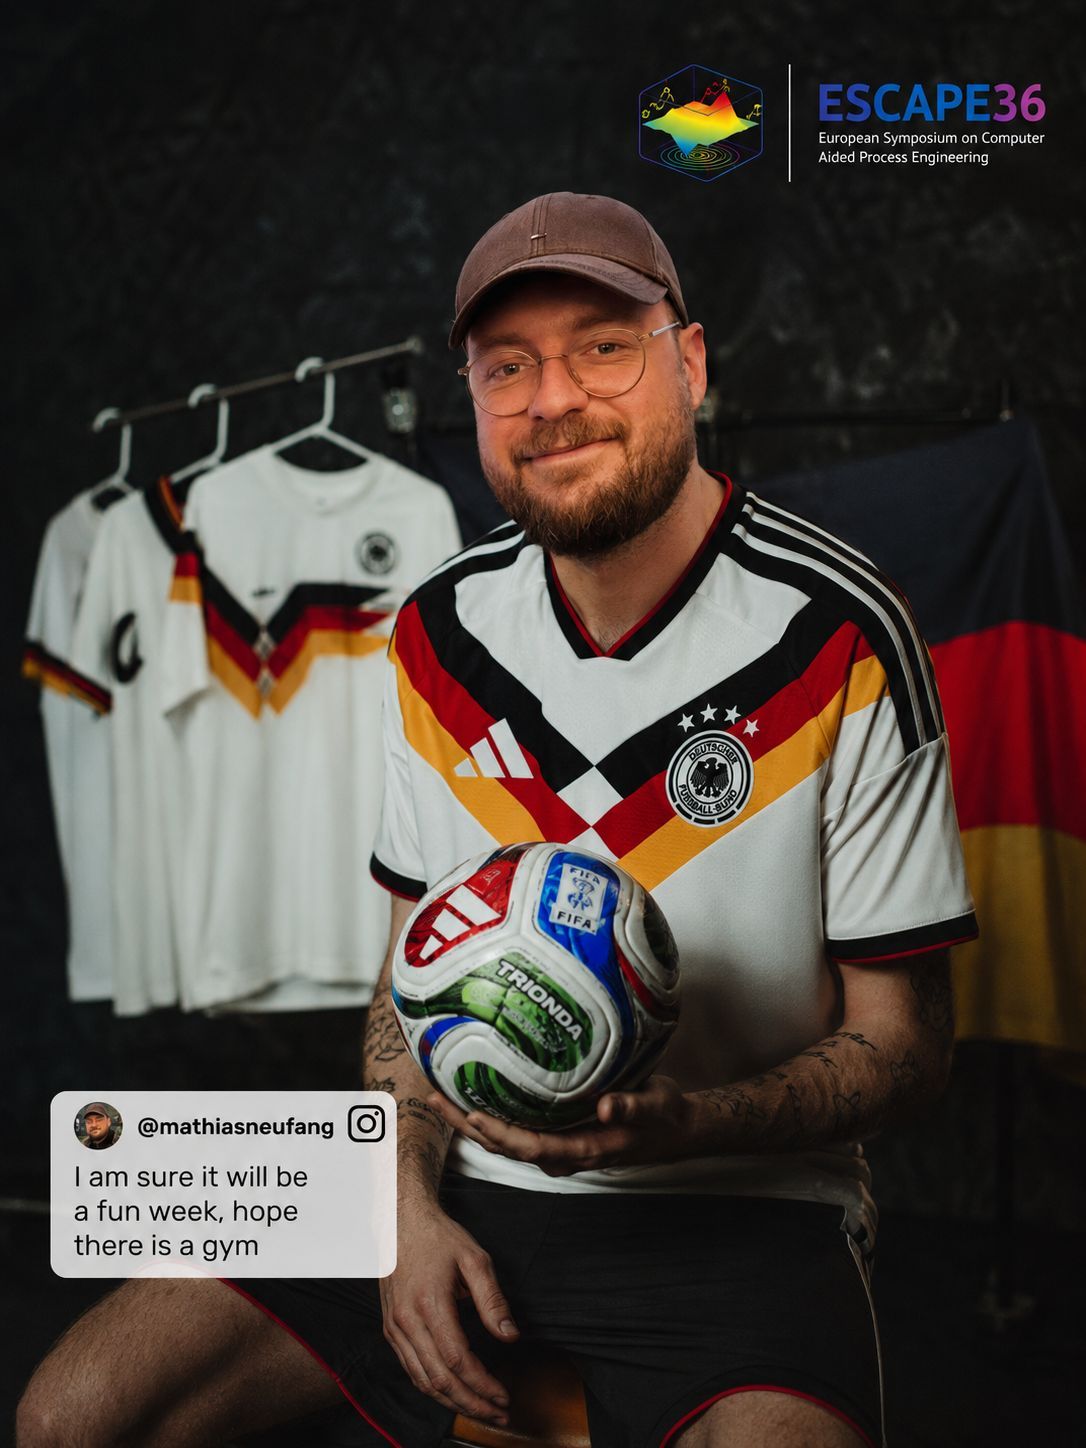 ESCAPE36
European Symposium on Computer
Aided Process Engineering
DEUTSCHER
FUSSBALL-BUND
FIFA
FIFA
TRIONDA
@mathiasneufang
I am sure it will be
a fun week, hope
there is a gym